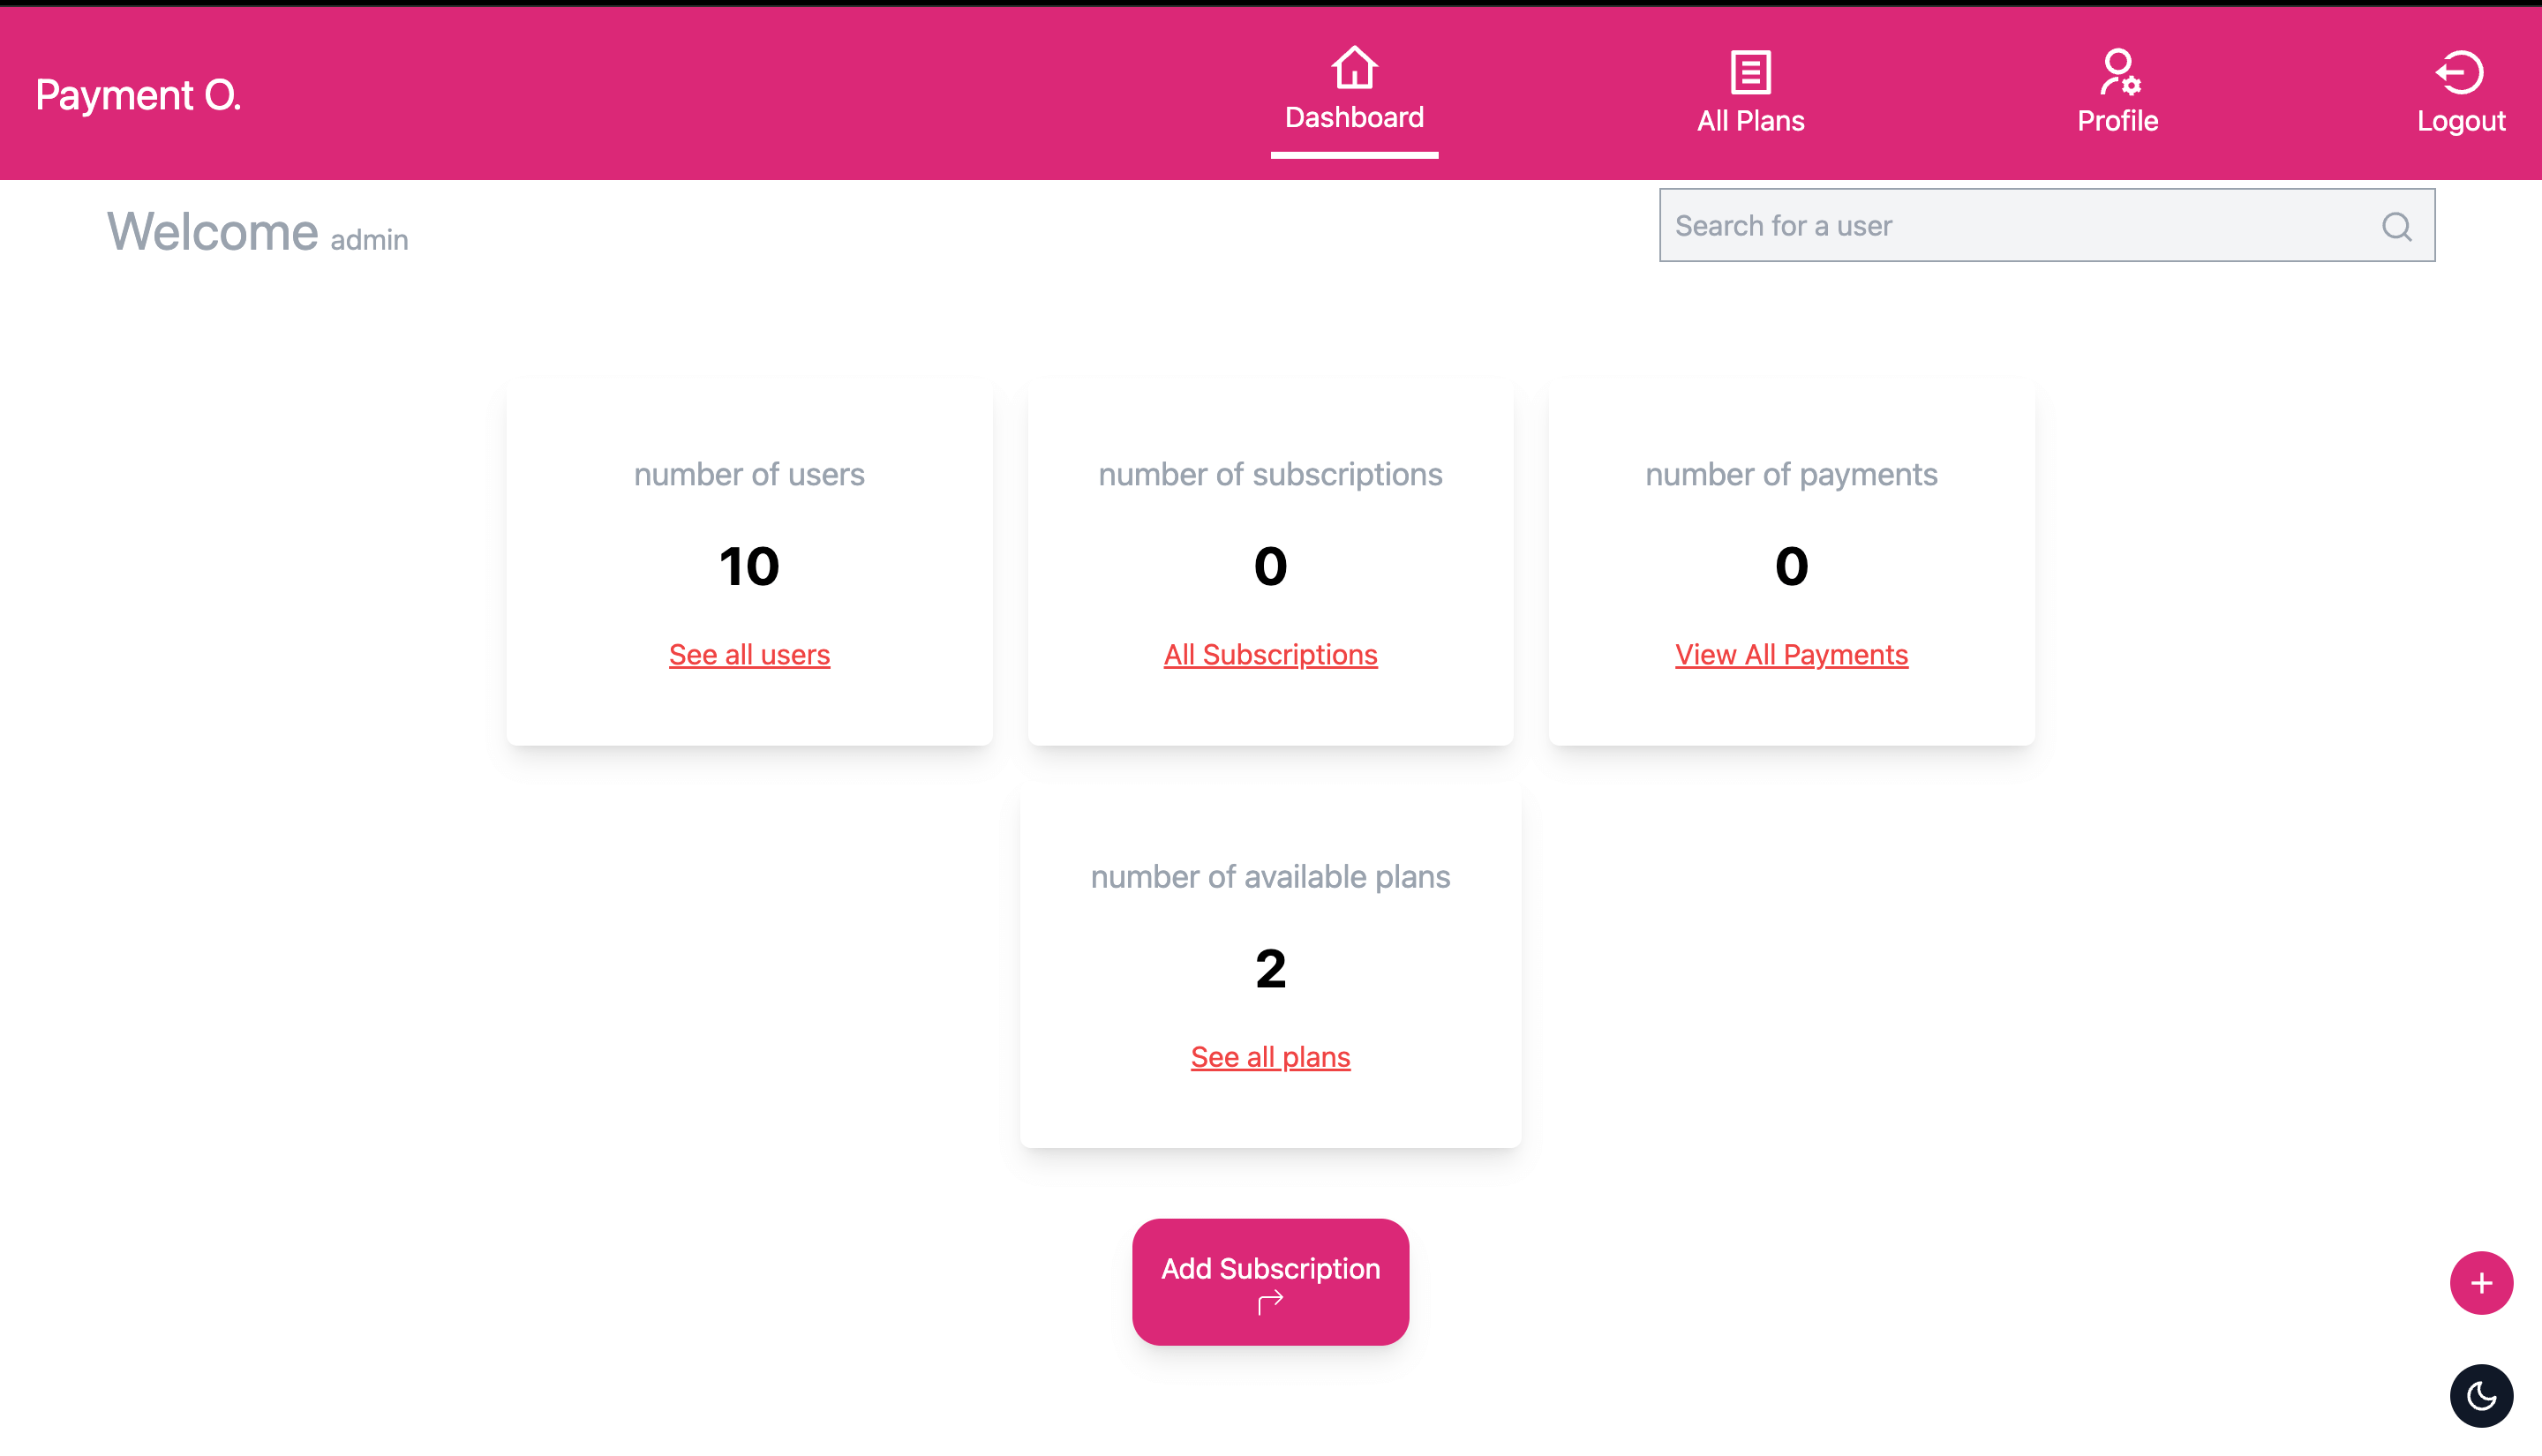 Payment O.
Dashboard
All Plans
Profile
Logout
Welcome admin
Search for a user
number of users
10
See all users
number of subscriptions
0
All Subscriptions
number of payments
0
View All Payments
number of available plans
2
See all plans
Add Subscription
+